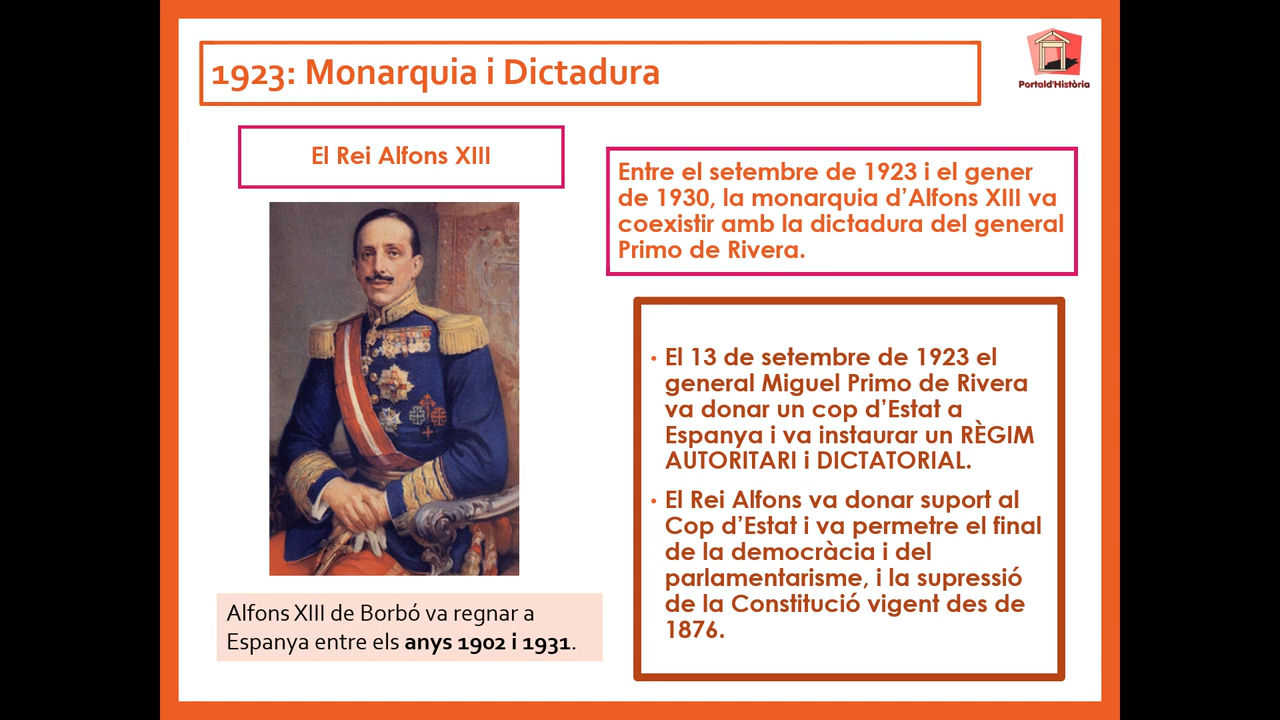 1923: Monarquia i Dictadura
Portald'Història
El Rei Alfons XIII
Entre el setembre de 1923 i el gener
de 1930, la monarquia d’Alfons XIII va
coexistir amb la dictadura del general
Primo de Rivera.
• El 13 de setembre de 1923 el
general Miguel Primo de Rivera
va donar un cop d’Estat a
Espanya i va instaurar un RÈGIM
AUTORITARI i DICTATORIAL.
• El Rei Alfons va donar suport al
Cop d’Estat i va permetre el final
de la democràcia i del
parlamentarisme, i la supressió
de la Constitució vigent des de
1876.
Alfons XIII de Borbó va regnar a
Espanya entre els anys 1902 i 1931.